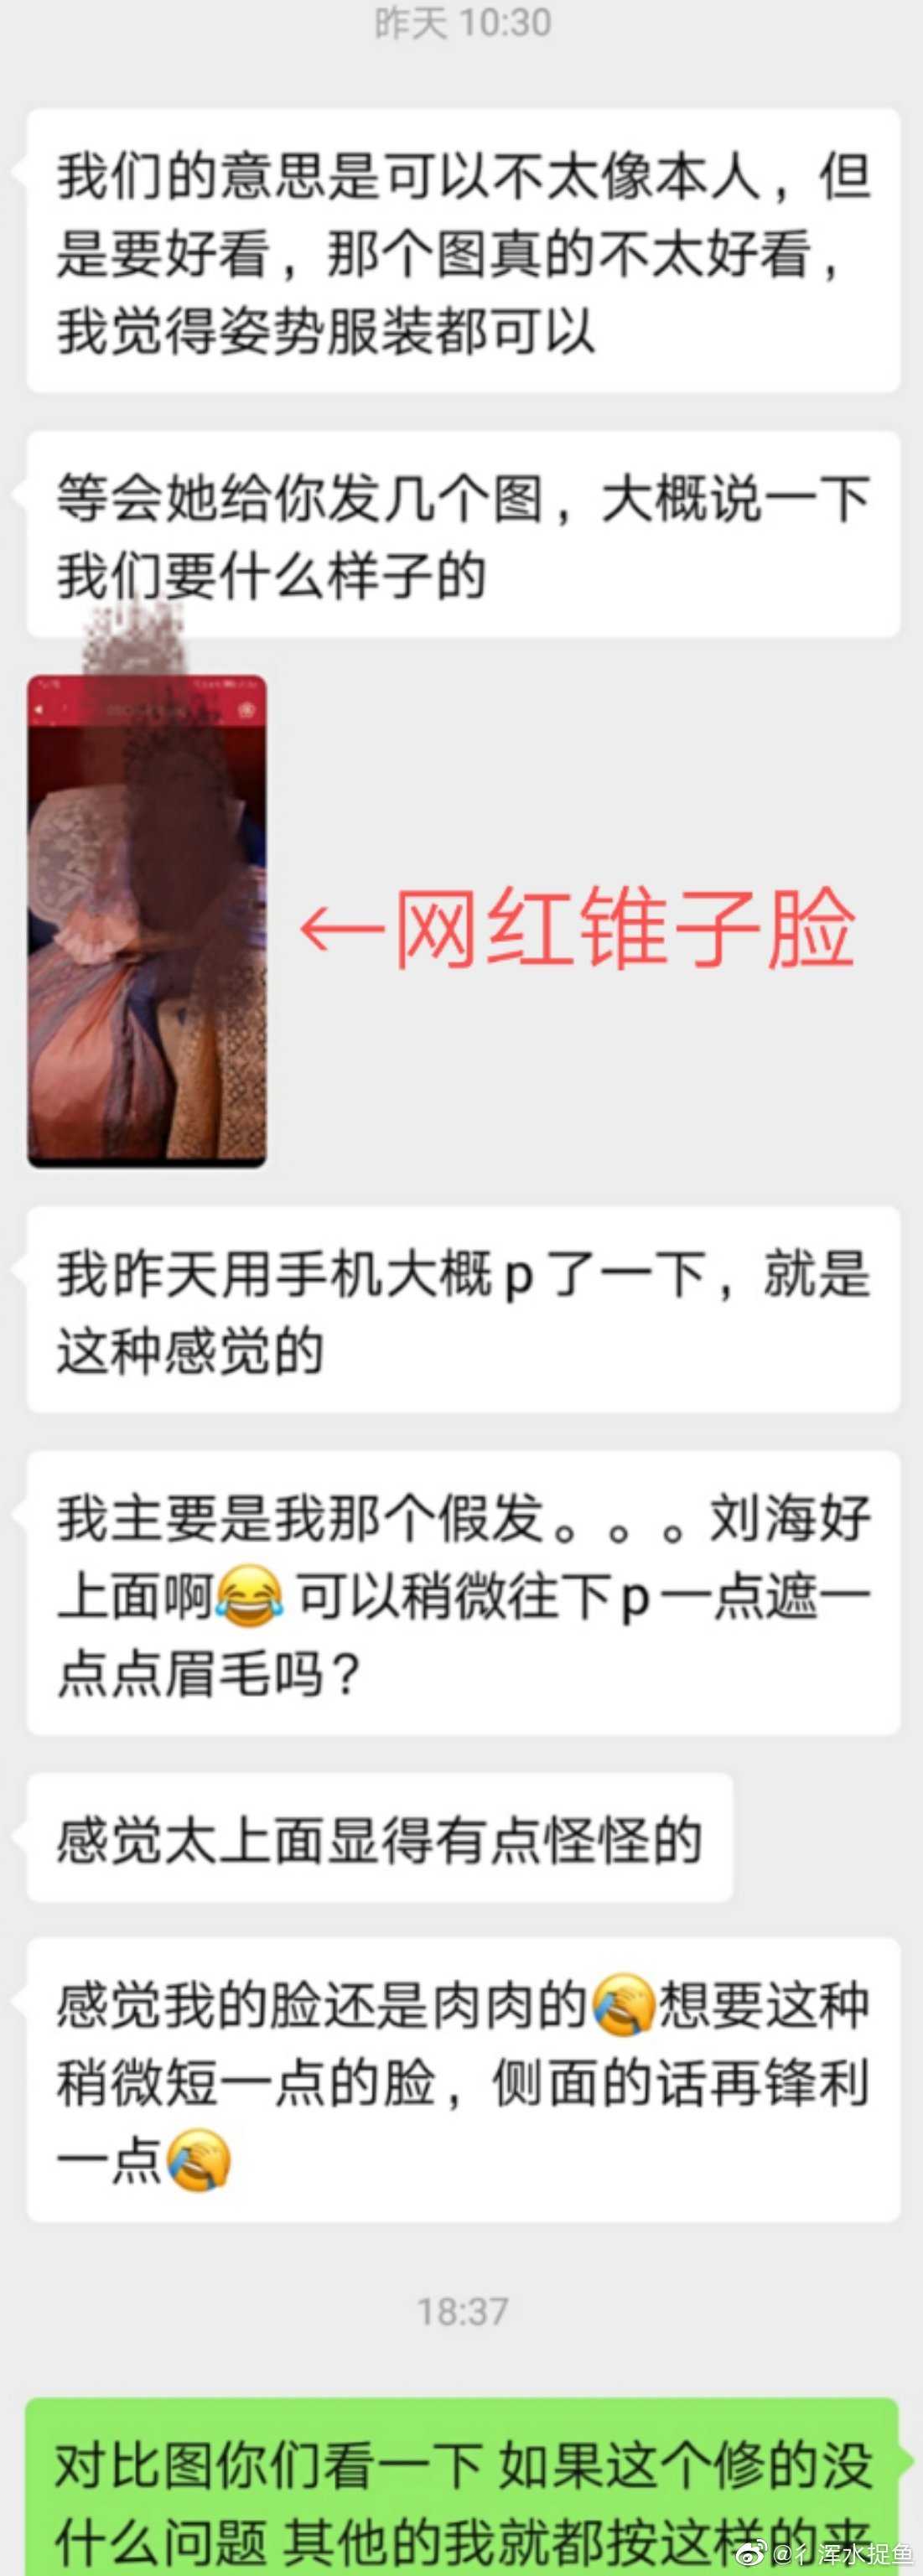 昨天 10:30
我们的意思是可以不太像本人，但
是要好看，那个图真的不太好看，
我觉得姿势服装都可以
等会她给你发几个图，大概说一下
我们要什么样子的
←网红锥子脸
我昨天用手机大概p了一下，就是
这种感觉的
我主要是我那个假发。。。刘海好
上面啊😂可以稍微往下p一点遮一
点点眉毛吗？
感觉太上面显得有点怪怪的
感觉我的脸还是肉肉的🤦想要这种
稍微短一点的脸，侧面的话再锋利
一点🤦
18:37
对比图你们看一下 如果这个修的没
什么问题 其他的我就都按这样的来
@彳浑水捉鱼